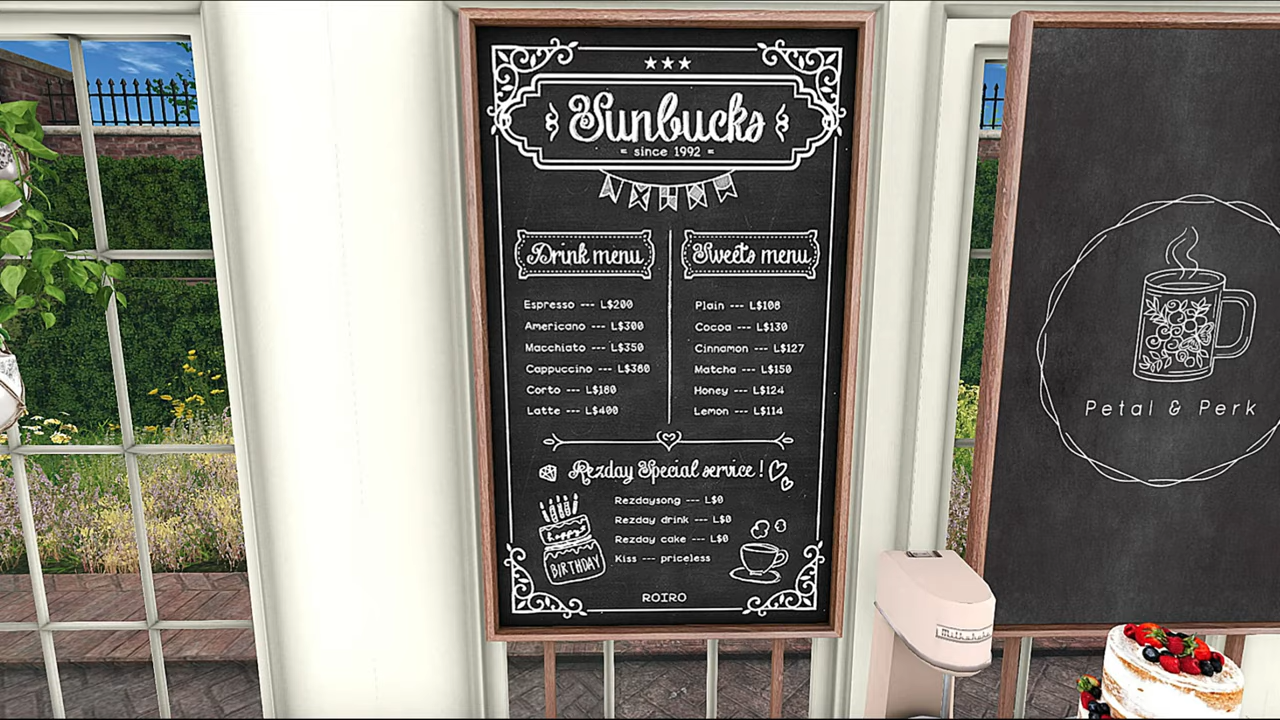 Sunbucks
= since 1992 =
Drink menu
Espresso --- L$200
Americano --- L$300
Macchiato --- L$350
Cappuccino --- L$360
Corto --- L$180
Latte --- L$400
Sweets menu
Plain --- L$108
Cocoa --- L$130
Cinnamon --- L$127
Matcha --- L$150
Honey --- L$124
Lemon --- L$114
Rezday Special service !
Rezdaysong --- L$0
Rezday drink --- L$0
Rezday cake --- L$0
Kiss --- priceless
happy
BIRTHDAY
ROIRO
Petal & Perk
Milkshake